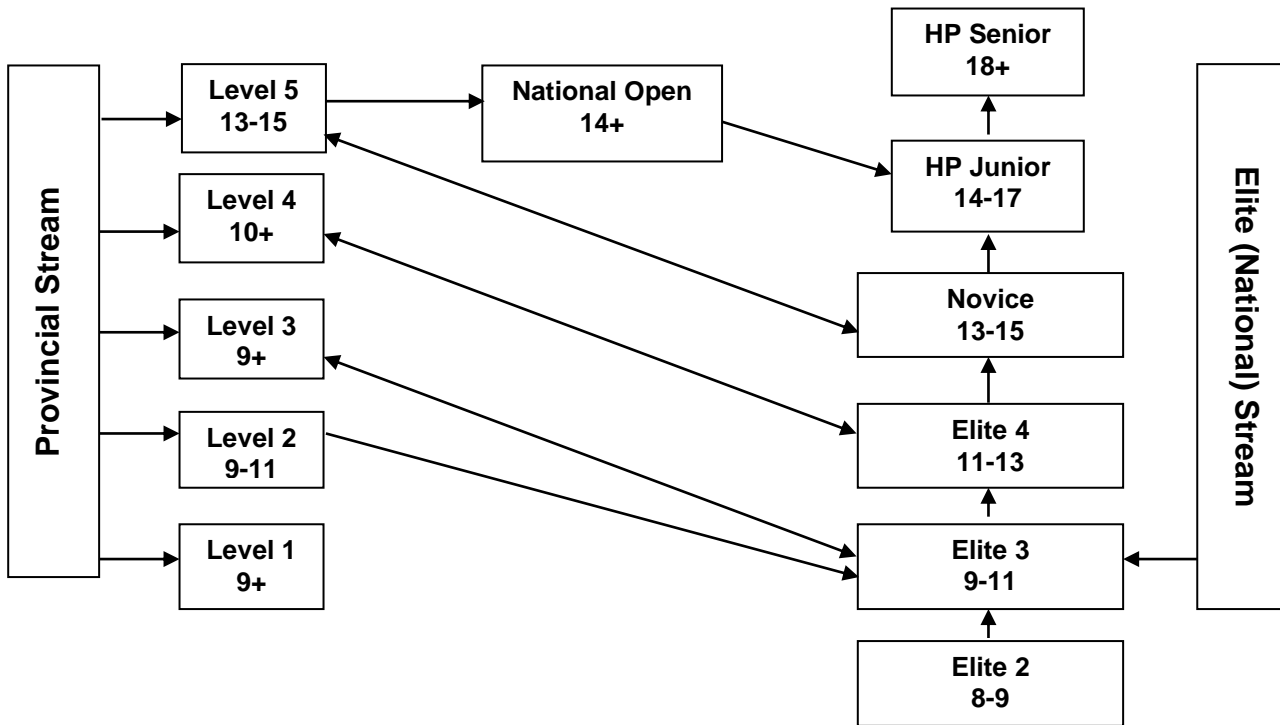 Provincial Stream
Level 5
13-15
Level 4
10+
Level 3
9+
Level 2
9-11
Level 1
9+
National Open
14+
HP Senior
18+
HP Junior
14-17
Novice
13-15
Elite 4
11-13
Elite 3
9-11
Elite 2
8-9
Elite (National) Stream